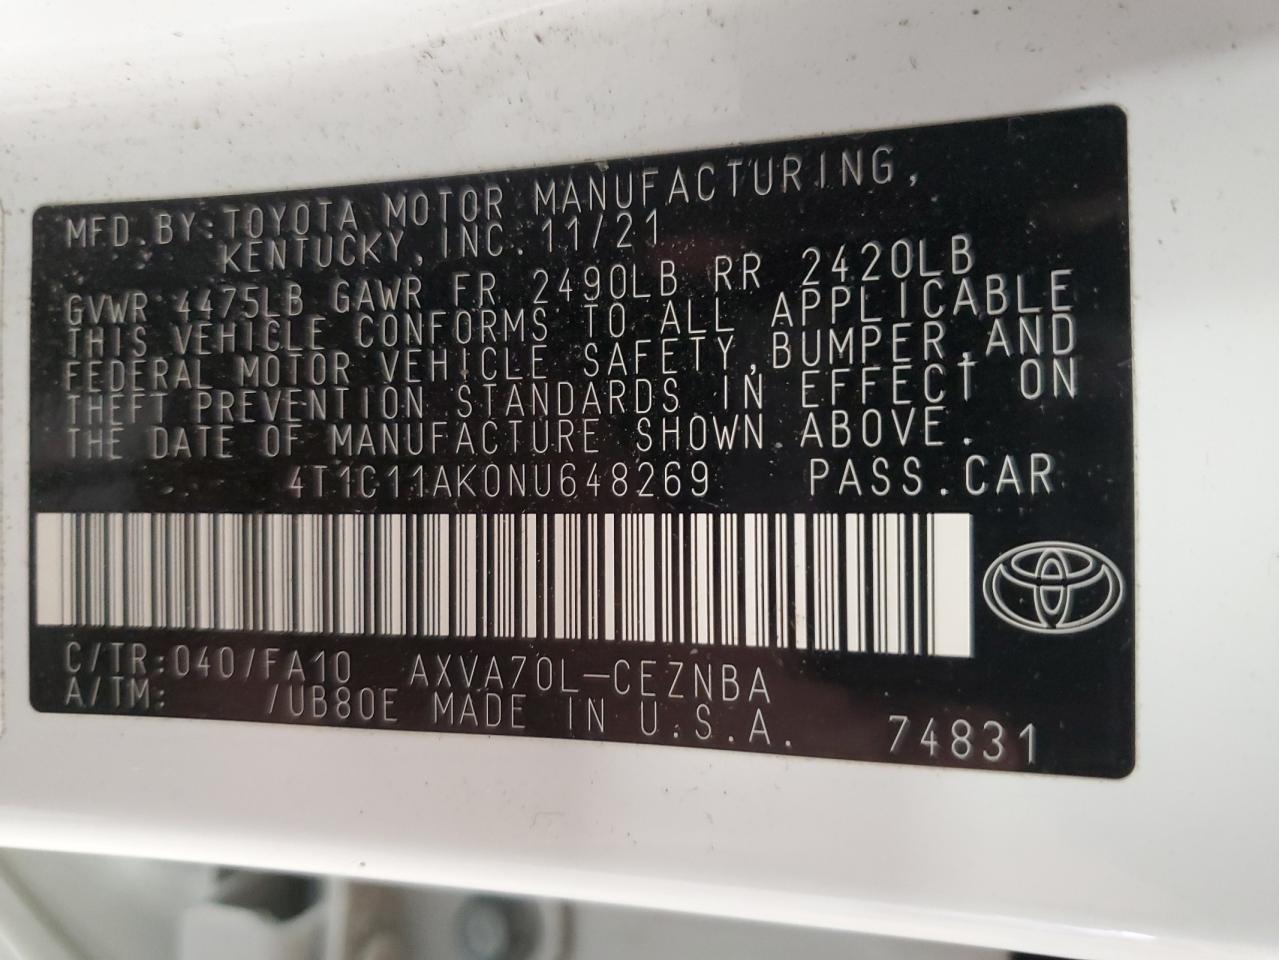 MFD. BY: TOYOTA MOTOR MANUFACTURING,
KENTUCKY, INC. 11/21
GVWR 4475LB GAWR FR 2490LB RR 2420LB
THIS VEHICLE CONFORMS TO ALL APPLICABLE
FEDERAL MOTOR VEHICLE SAFETY, BUMPER, AND
THEFT PREVENTION STANDARDS IN EFFECT ON
THE DATE OF MANUFACTURE SHOWN ABOVE.
4T1C11AK0NU648269 PASS. CAR
C/TR: 040/FA10 AXVA70L-CEZNBA
A/TM: /UB80E MADE IN U.S.A. 74831